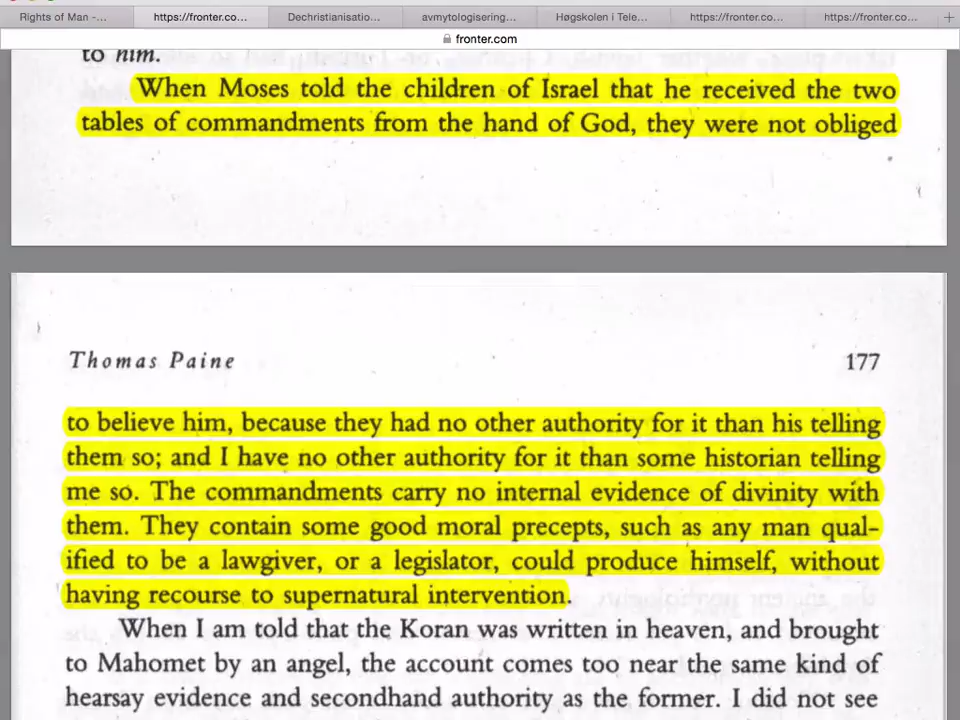 Rights of Man -...
https://fronter.co...
Dechristianisatio...
avmytologisering...
Høgskolen i Tele...
https://fronter.co...
https://fronter.co...
fronter.com
to him.
When Moses told the children of Israel that he received the two
tables of commandments from the hand of God, they were not obliged
Thomas Paine
177
to believe him, because they had no other authority for it than his telling
them so; and I have no other authority for it than some historian telling
me so. The commandments carry no internal evidence of divinity with
them. They contain some good moral precepts, such as any man qual-
ified to be a lawgiver, or a legislator, could produce himself, without
having recourse to supernatural intervention.
When I am told that the Koran was written in heaven, and brought
to Mahomet by an angel, the account comes too near the same kind of
hearsay evidence and secondhand authority as the former. I did not see